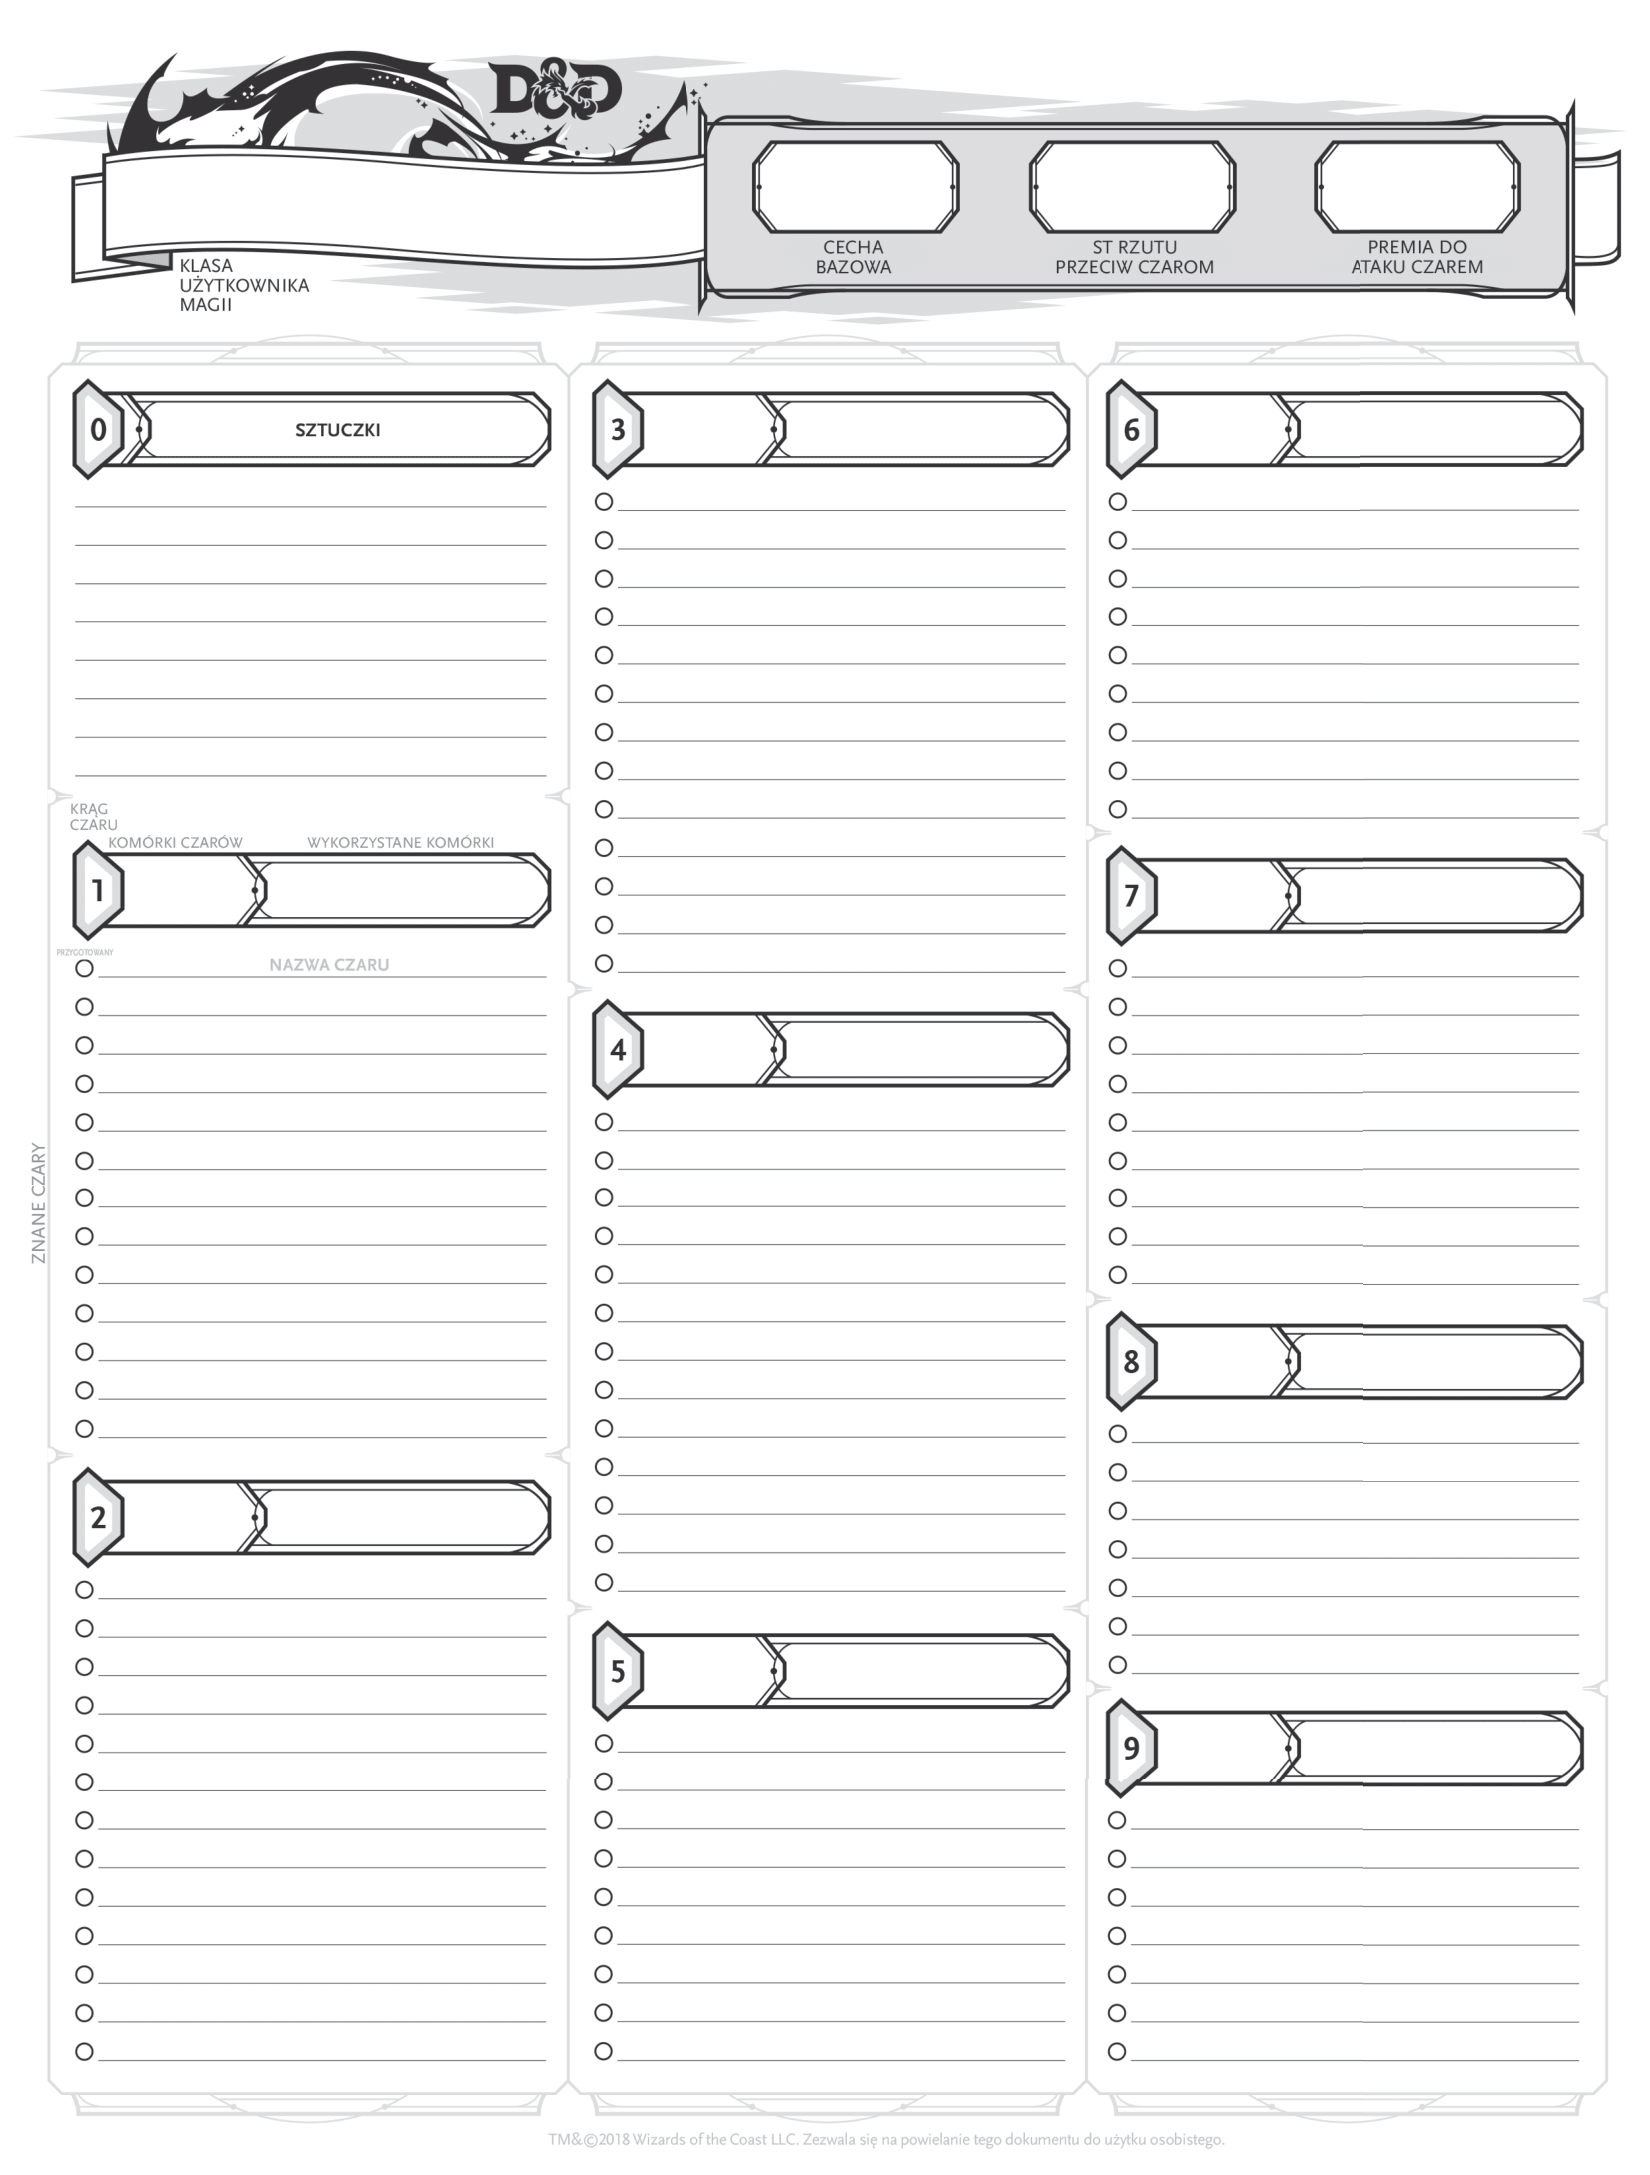 D&D
KLASA
UŻYTKOWNIKA
MAGII
CECHA
BAZOWA
ST RZUTU
PRZECIW CZAROM
PREMIA DO
ATAKU CZAREM
0
SZTUCZKI
KRĄG
CZARU
KOMÓRKI CZARÓW
WYKORZYSTANE KOMÓRKI
1
PRZYGOTOWANY
NAZWA CZARU
ZNANE CZARY
2
3
4
5
6
7
8
9
TM&©2018 Wizards of the Coast LLC. Zezwala się na powielanie tego dokumentu do użytku osobistego.